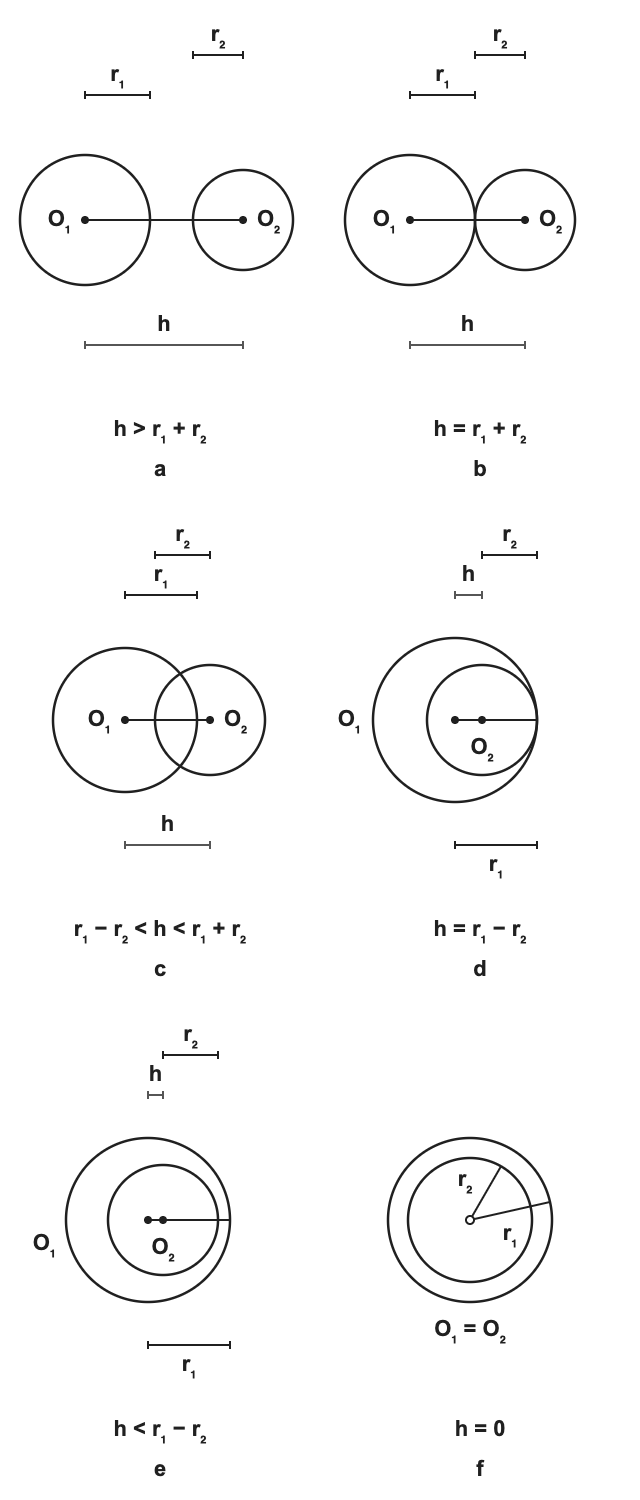 r₂ r₂
r₁ r₁
O₁ O₂ O₁ O₂
h h
h > r₁ + r₂ h = r₁ + r₂
a b
r₂ r₂
r₁ h
O₁ O₂ O₁
O₂
h
r₁
r₁ − r₂ < h < r₁ + r₂ h = r₁ − r₂
c d
r₂
h
r₂
r₁
O₁ O₂
O₁ = O₂
r₁
h < r₁ − r₂ h = 0
e f